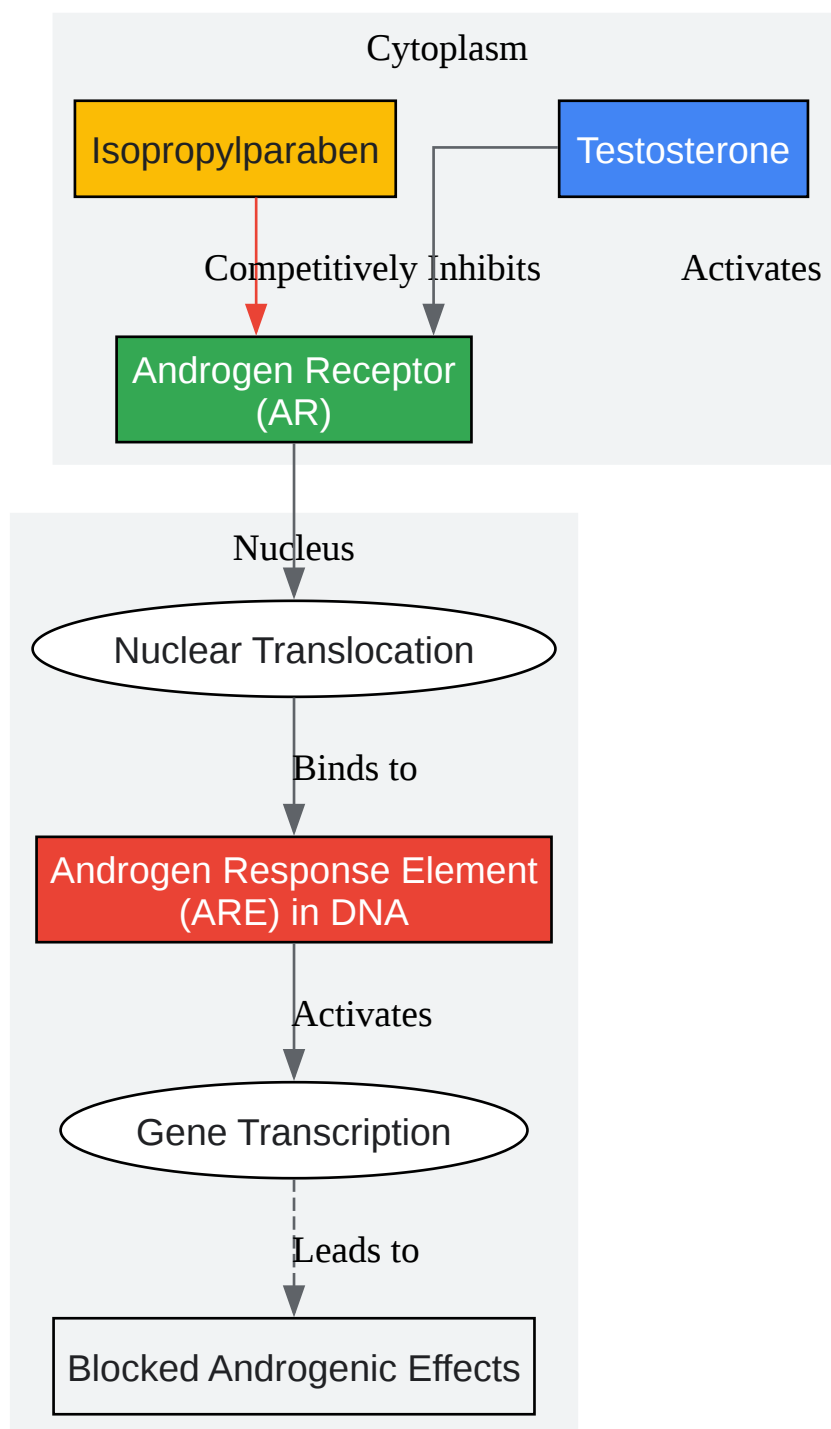 Cytoplasm
Isopropylparaben
Testosterone
Competitively Inhibits
Activates
Androgen Receptor
(AR)
Nucleus
Nuclear Translocation
Binds to
Androgen Response Element
(ARE) in DNA
Activates
Gene Transcription
Leads to
Blocked Androgenic Effects